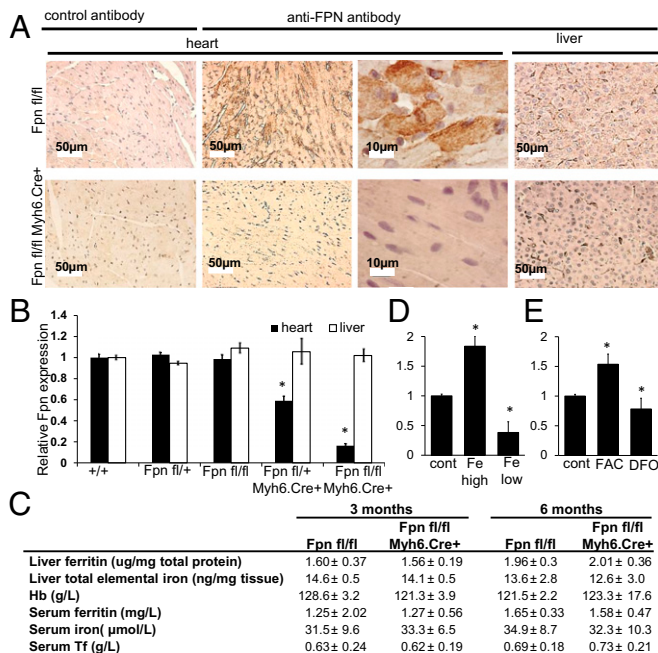 A
control antibody
anti-FPN antibody
heart
liver
Fpn fl/fl
50µm
50µm
10µm
50µm
Fpn fl/fl Myh6.Cre+
50µm
50µm
10µm
50µm
B
Relative Fpn expression
1.4
1.2
1
0.8
0.6
0.4
0.2
0
heart
liver
*
*
+/+
Fpn fl/+
Fpn fl/fl
Fpn fl/+ Myh6.Cre+
Fpn fl/fl Myh6.Cre+
D
2
1.5
1
0.5
0
*
*
cont
Fe high
Fe low
E
2
1.5
1
0.5
0
*
*
cont
FAC
DFO
C
3 months
6 months
Fpn fl/fl
Fpn fl/fl Myh6.Cre+
Fpn fl/fl
Fpn fl/fl Myh6.Cre+
Liver ferritin (ug/mg total protein) 1.60± 0.37 1.56± 0.19 1.96± 0.3 2.01± 0.36
Liver total elemental iron (ng/mg tissue) 14.6± 0.5 14.1± 0.5 13.6± 2.8 12.6± 3.0
Hb (g/L) 128.6± 3.2 121.3± 3.9 121.5± 2.2 123.3± 17.6
Serum ferritin (mg/L) 1.25± 2.02 1.27± 0.56 1.65± 0.33 1.58± 0.47
Serum iron( µmol/L) 31.5± 9.6 33.3± 6.5 34.9± 8.7 32.3± 10.3
Serum Tf (g/L) 0.63± 0.24 0.62± 0.19 0.69± 0.18 0.73± 0.21